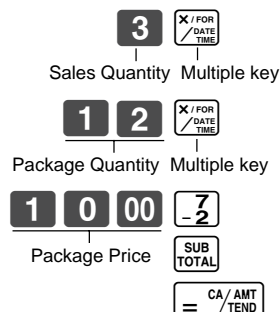 3 X / FOR
/ DATE
TIME
Sales Quantity Multiple key
1 2 X / FOR
/ DATE
TIME
Package Quantity Multiple key
1 0 00 7
- 2
Package Price
SUB
TOTAL
= CA / AMT
/ TEND